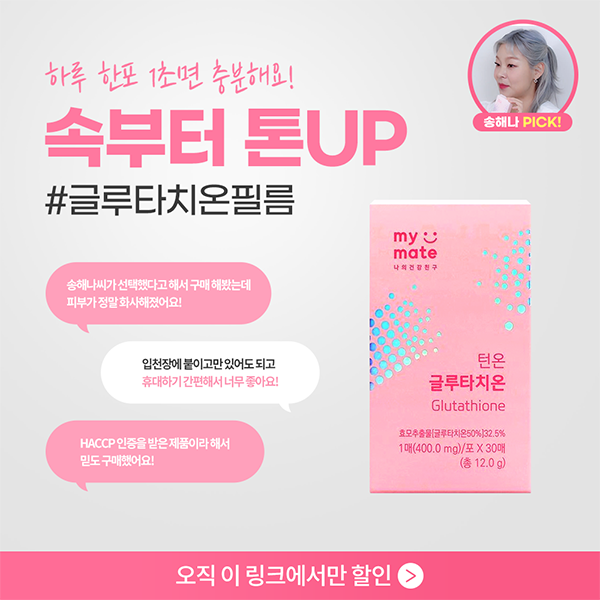 하루 한포 1초면 충분해요!
속부터 톤UP
#글루타치온필름
송해나 PICK!
송해나씨가 선택했다고 해서 구매 해봤는데
피부가 정말 화사해졌어요!
입천장에 붙이고만 있어도 되고
휴대하기 간편해서 너무 좋아요!
HACCP 인증을 받은 제품이라 해서
믿도 구매했어요!
my
mate
나의건강친구
턴온
글루타치온
Glutathione
효모추출물[글루타치온50%]32.5%
1매(400.0 mg)/포 X 30매
(총 12.0 g)
오직 이 링크에서만 할인 >